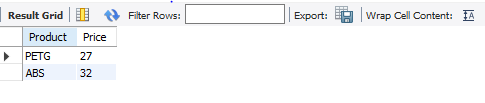 Result Grid Filter Rows: Export: Wrap Cell Content:
Product Price
PETG 27
ABS 32